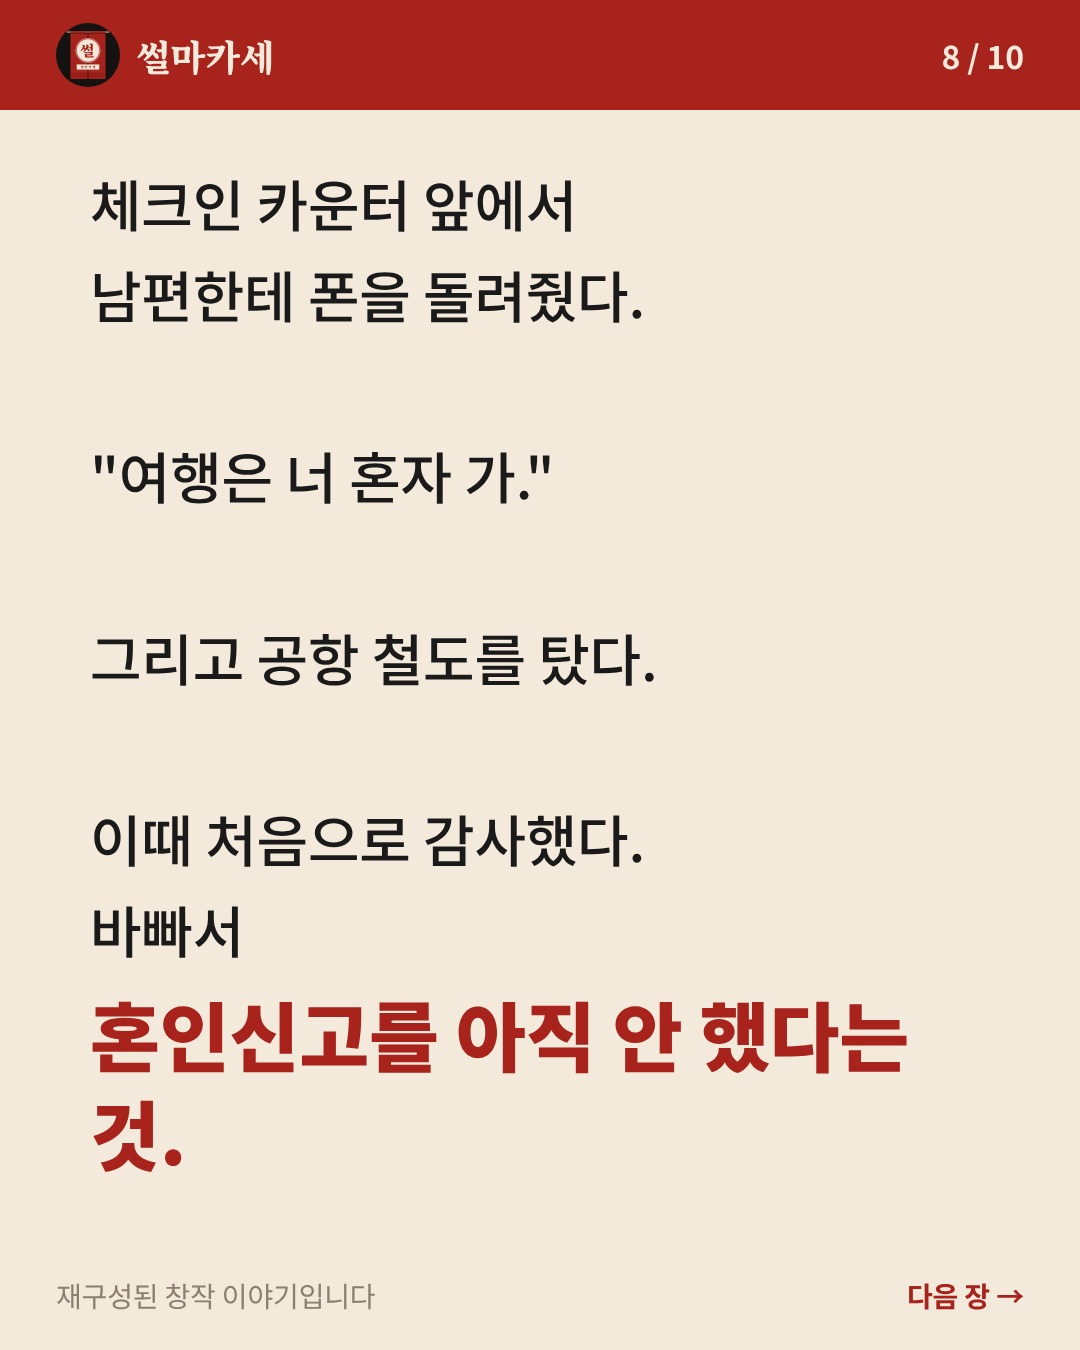 썰
썰마카세
8 / 10
체크인 카운터 앞에서
남편한테 폰을 돌려줬다.
"여행은 너 혼자 가."
그리고 공항 철도를 탔다.
이때 처음으로 감사했다.
바빠서
혼인신고를 아직 안 했다는
것.
재구성된 창작 이야기입니다
다음 장 →